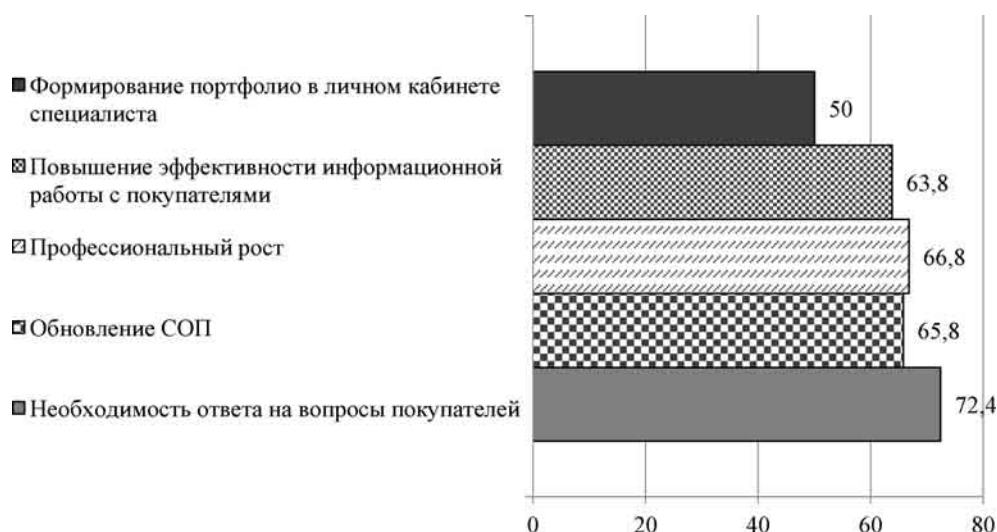 Формирование портфолио в личном кабинете
специалиста
50
Повышение эффективности информационной
работы с покупателями
63,8
Профессиональный рост
66,8
Обновление СОП
65,8
Необходимость ответа на вопросы покупателей
72,4
0 20 40 60 80